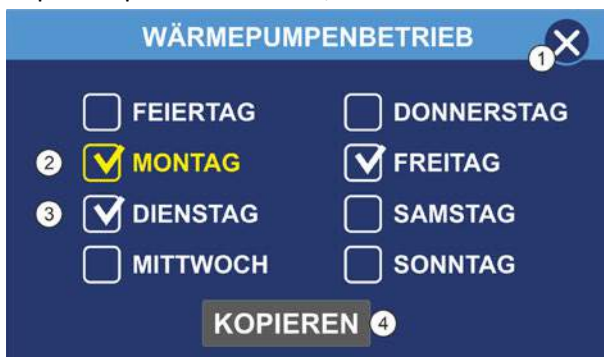 WÄRMEPUMPENBETRIEB
1
FEIERTAG DONNERSTAG
2 MONTAG FREITAG
3 DIENSTAG SAMSTAG
MITTWOCH SONNTAG
KOPIEREN 4